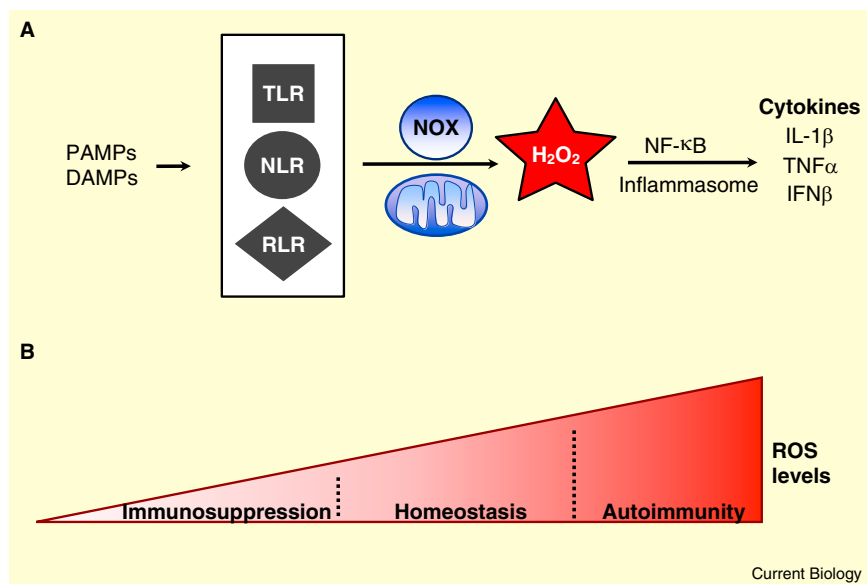 A
PAMPs
DAMPs
TLR
NLR
RLR
NOX
H₂O₂
NF-κB
Inflammasome
Cytokines
IL-1β
TNFα
IFNβ
B
Immunosuppression
Homeostasis
Autoimmunity
ROS
levels
Current Biology